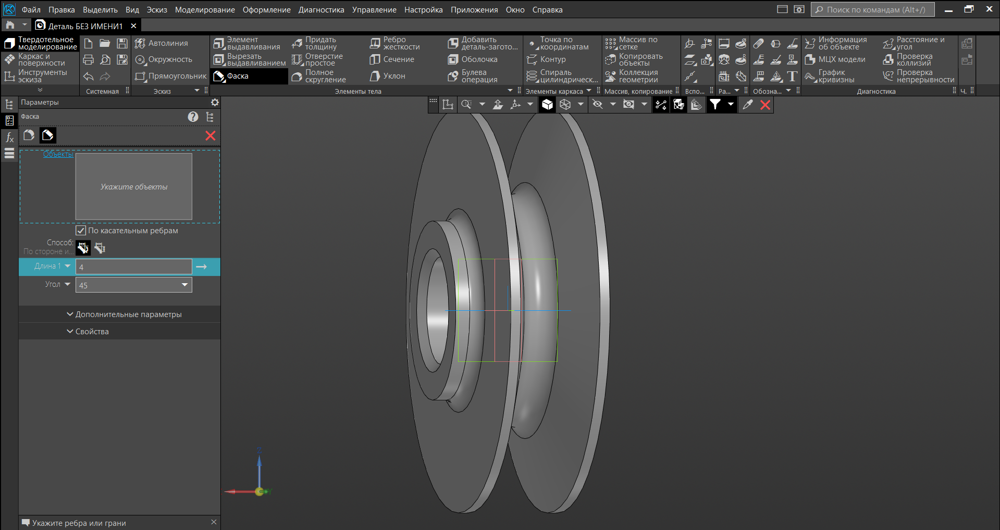 Файл Правка Выделить Вид Эскиз Моделирование Оформление Диагностика Управление Настройка Приложения Окно Справка
Поиск по командам (Alt+/)
Деталь БЕЗ ИМЕНИ1
Твердотельное
моделирование
Каркас и
поверхности
Инструменты
эскиза
Системная
Автолиния
Окружность
Прямоугольник
Эскиз
Элемент
выдавливания
Вырезать
выдавливанием
Фаска
Придать
толщину
Отверстие
простое
Полное
скругление
Ребро
жесткости
Сечение
Уклон
Добавить
деталь-загото...
Оболочка
Булева
операция
Элементы тела
Точка по
координатам
Контур
Спираль
цилиндрическ...
Элементы каркаса
Массив по
сетке
Копировать
объекты
Коллекция
геометрии
Массив, копирование
Вспо...
Ра...
Обозна...
Информация
об объекте
МЦХ модели
График
кривизны
Расстояние и
угол
Проверка
коллизий
Проверка
непрерывности
Диагностика
Ч.
Параметры
Фаска
Объекты
Укажите объекты
По касательным ребрам
Способ:
По стороне и...
Длина 1
4
Угол
45
Дополнительные параметры
Свойства
Z
Y
Укажите ребра или грани